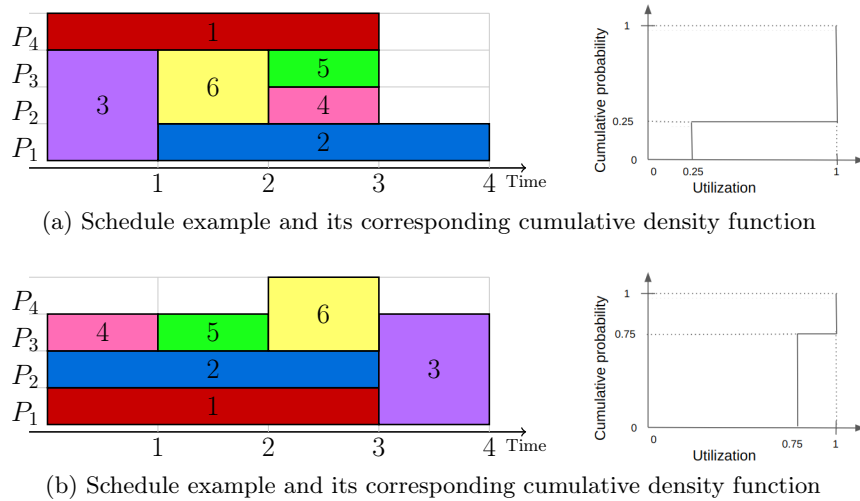 P4 1
P3 5
3 6
P2 4
P1 2
1 2 3 4 Time
Cumulative probability
1
0.25
0
0 0.25 1
Utilization
(a) Schedule example and its corresponding cumulative density function
P4 6
P3 4 5
3
P2 2
P1 1
1 2 3 4 Time
Cumulative probability
1
0.75
0
0 0.75 1
Utilization
(b) Schedule example and its corresponding cumulative density function